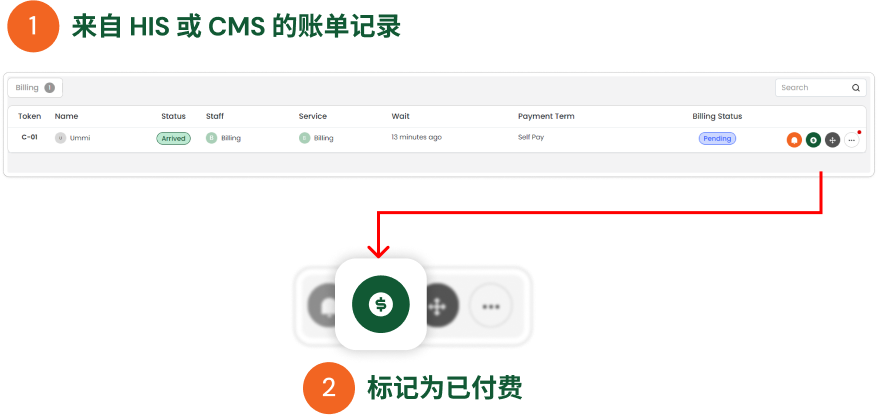 1 来自 HIS 或 CMS 的账单记录
Billing 1 Search
Token Name Status Staff Service Wait Payment Term Billing Status
C-01 U Ummi Arrived B Billing B Billing 13 minutes ago Self Pay Pending
2 标记为已付费